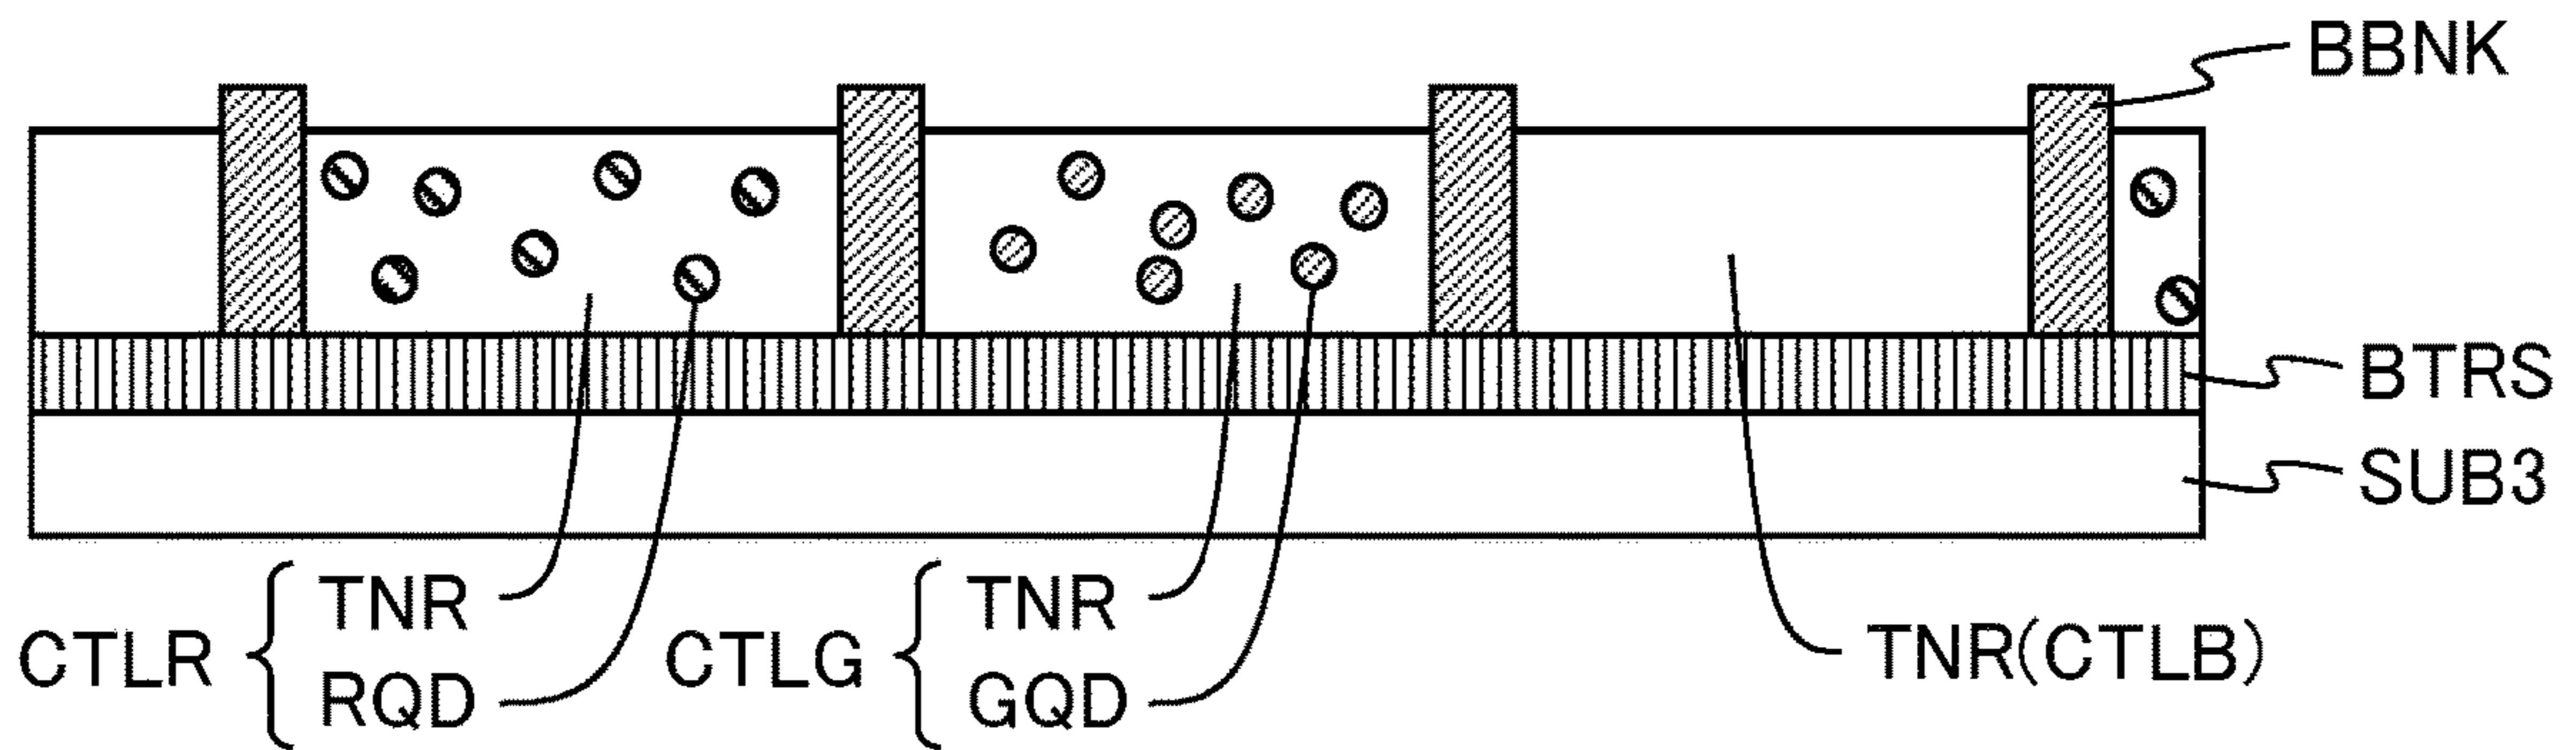 BBNK
BTRS
SUB3
CTLR { TNR
RQD
CTLG { TNR
GQD
TNR(CTLB)